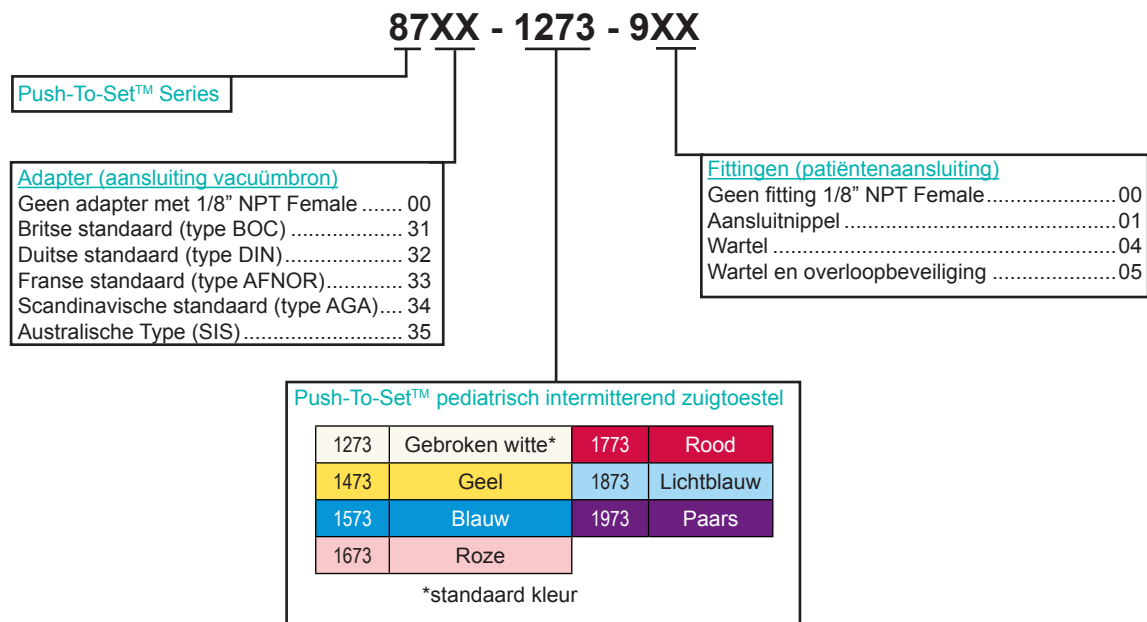 87XX - 1273 - 9XX
Push-To-Set™ Series
Adapter (aansluiting vacuümbron)
Geen adapter met 1/8” NPT Female ....... 00
Britse standaard (type BOC) .................... 31
Duitse standaard (type DIN)..................... 32
Franse standaard (type AFNOR).............. 33
Scandinavische standaard (type AGA).... 34
Australische Type (SIS)............................ 35
Fittingen (patiëntenaansluiting)
Geen fitting 1/8” NPT Female.......................00
Aansluitnippel................................................01
Wartel ............................................................04
Wartel en overloopbeveiliging ......................05
Push-To-Set™ pediatrisch intermitterend zuigtoestel
1273 Gebroken witte* 1773 Rood
1473 Geel 1873 Lichtblauw
1573 Blauw 1973 Paars
1673 Roze
*standaard kleur